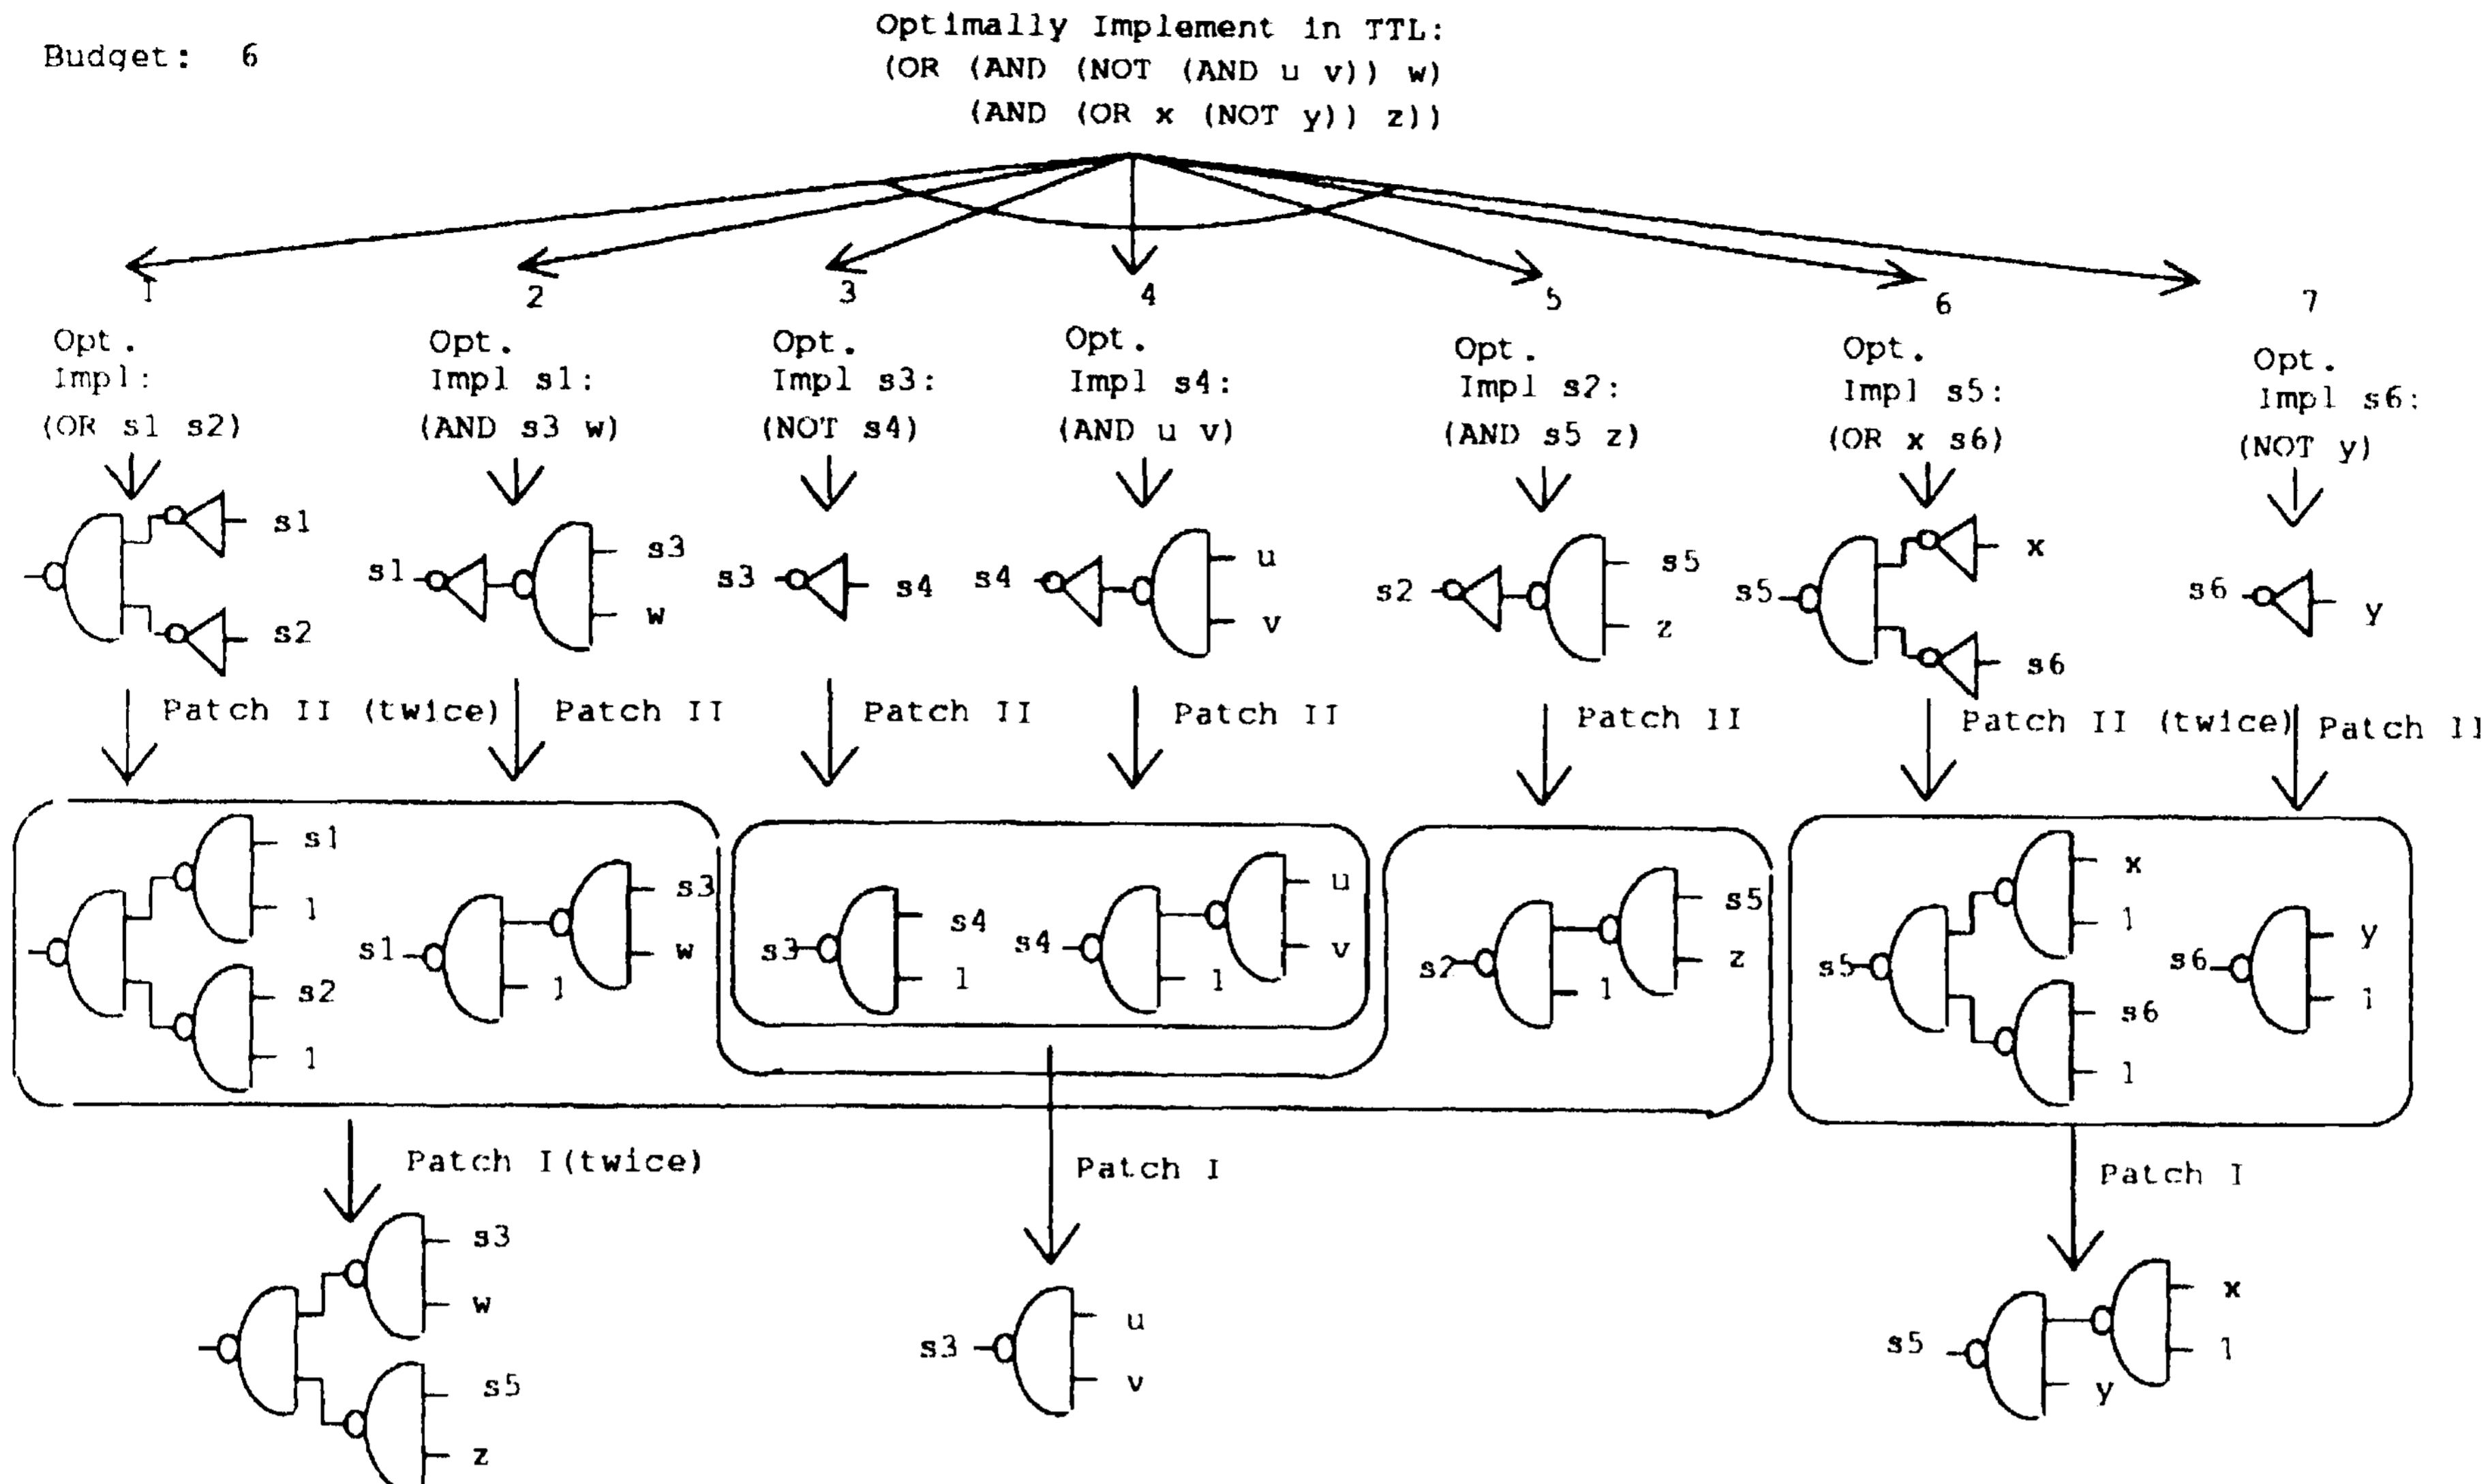 Budget: 6
Optimally Implement in TTL:
(OR (AND (NOT (AND u v)) w)
(AND (OR x (NOT y)) z))
1
2
3
4
5
6
7
Opt.
Impl:
(OR s1 s2)
Opt.
Impl s1:
(AND s3 w)
Opt.
Impl s3:
(NOT s4)
Opt.
Impl s4:
(AND u v)
Opt.
Impl s2:
(AND s5 z)
Opt.
Impl s5:
(OR x s6)
Opt.
Impl s6:
(NOT y)
s1
s2
s1
s3
w
s3
s4
s4
u
v
s2
s5
z
s5
x
s6
s6
y
Patch II (twice)
Patch II
Patch II
Patch II
Patch II
Patch II (twice)
Patch II
s1
1
s2
1
s1
s3
w
1
s3
s4
1
s4
u
v
1
s2
s5
z
1
s5
x
1
s6
1
s6
y
1
Patch I(twice)
Patch I
Patch I
s3
w
s5
z
s3
u
v
s5
x
1
y